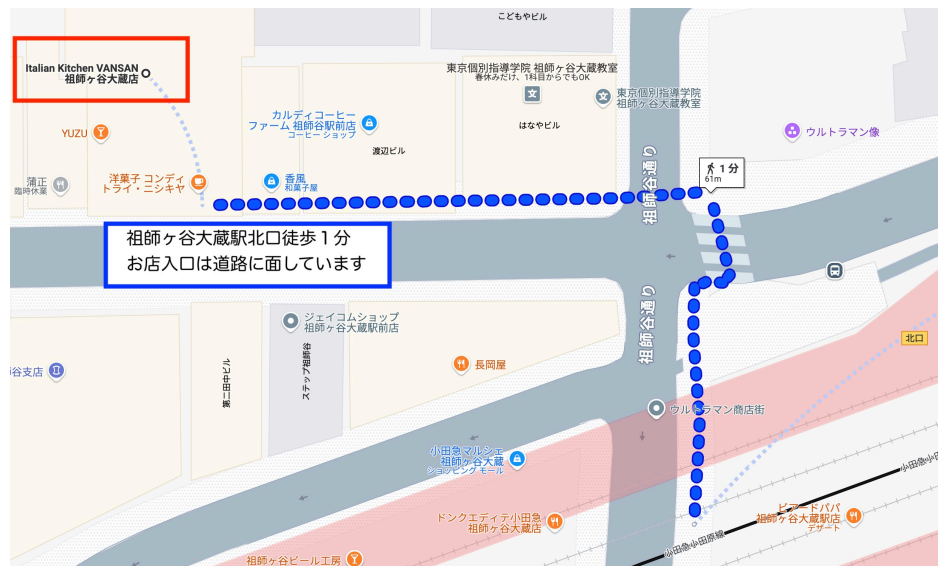 こどもやビル
Italian Kitchen VANSAN
祖師ヶ谷大蔵店
東京個別指導学院 祖師ヶ谷大蔵教室
春休みだけ、1科目からでもOK
東京個別指導学院
祖師ケ谷大蔵教室
はなやビル
ウルトラマン像
カルディコーヒー
ファーム 祖師谷駅前店
コーヒー ショップ
YUZU
渡辺ビル
祖師谷通り
1 分
61m
蒲正
臨時休業
洋菓子 コンディ
トライ・ニシキヤ
香風
和菓子屋
祖師ヶ谷大蔵駅北口徒歩1分
お店入口は道路に面しています
祖師谷通り
ジェイコムショップ
祖師ヶ谷大蔵駅前店
北口
谷支店
第二田中ビル
ステップ祖師谷
長岡屋
ウルトラマン商店街
小田急マルシェ
祖師ヶ谷大蔵
ショッピング モール
小田急小田
ドンクエディテ小田急
祖師ヶ谷大蔵店
ビアードパパ
祖師ヶ谷大蔵駅店
デザート
小田急小田原線
祖師ヶ谷ビール工房